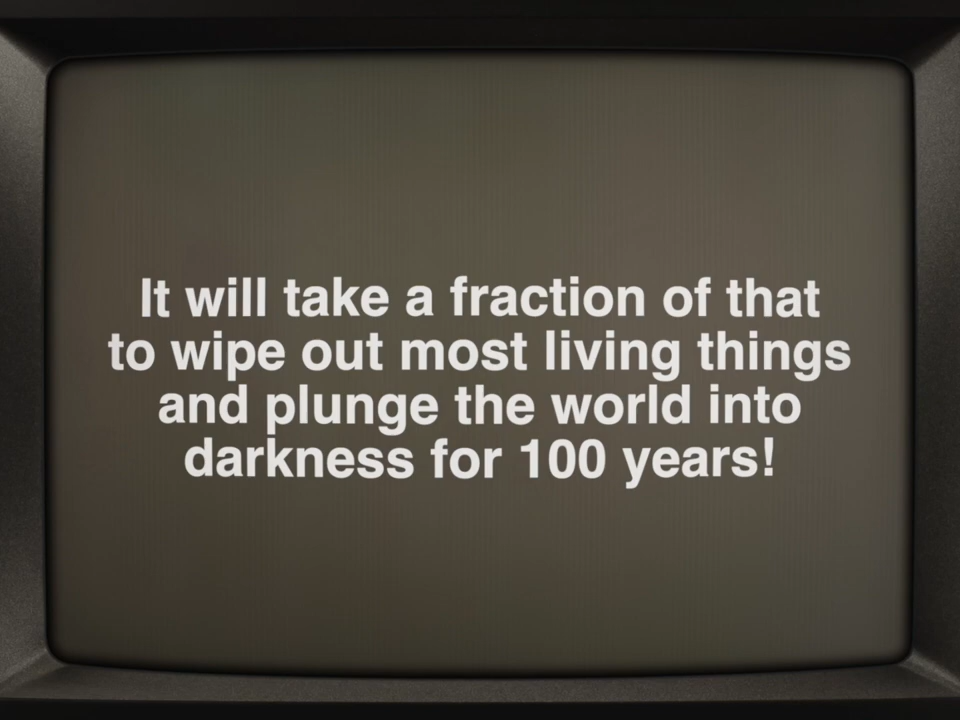 It will take a fraction of that
to wipe out most living things
and plunge the world into
darkness for 100 years!